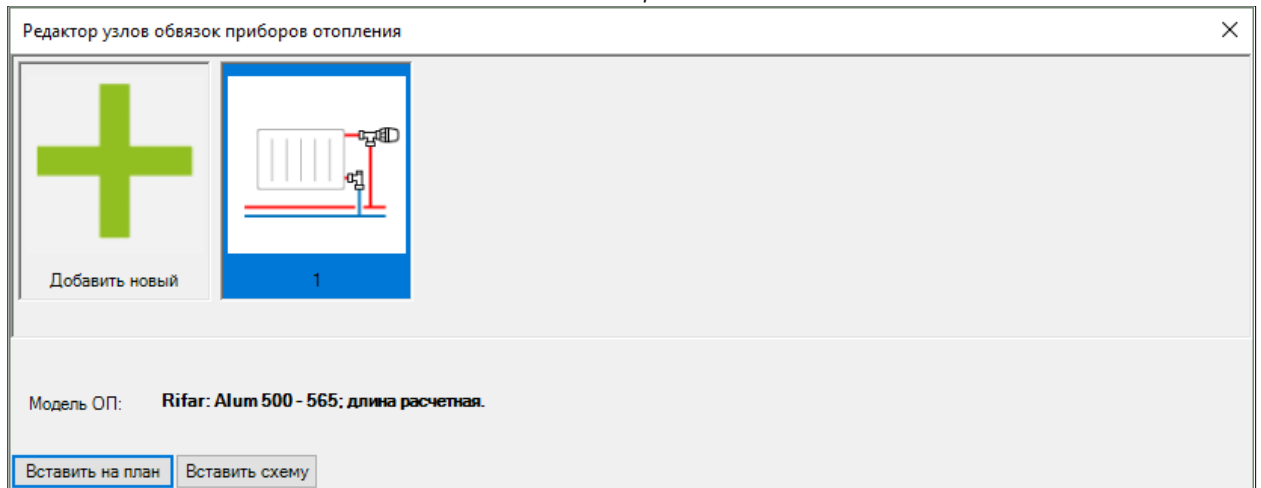 Редактор узлов обвязок приборов отопления
Добавить новый
1
Модель ОП: Rifar: Alum 500 - 565; длина расчетная.
Вставить на план Вставить схему